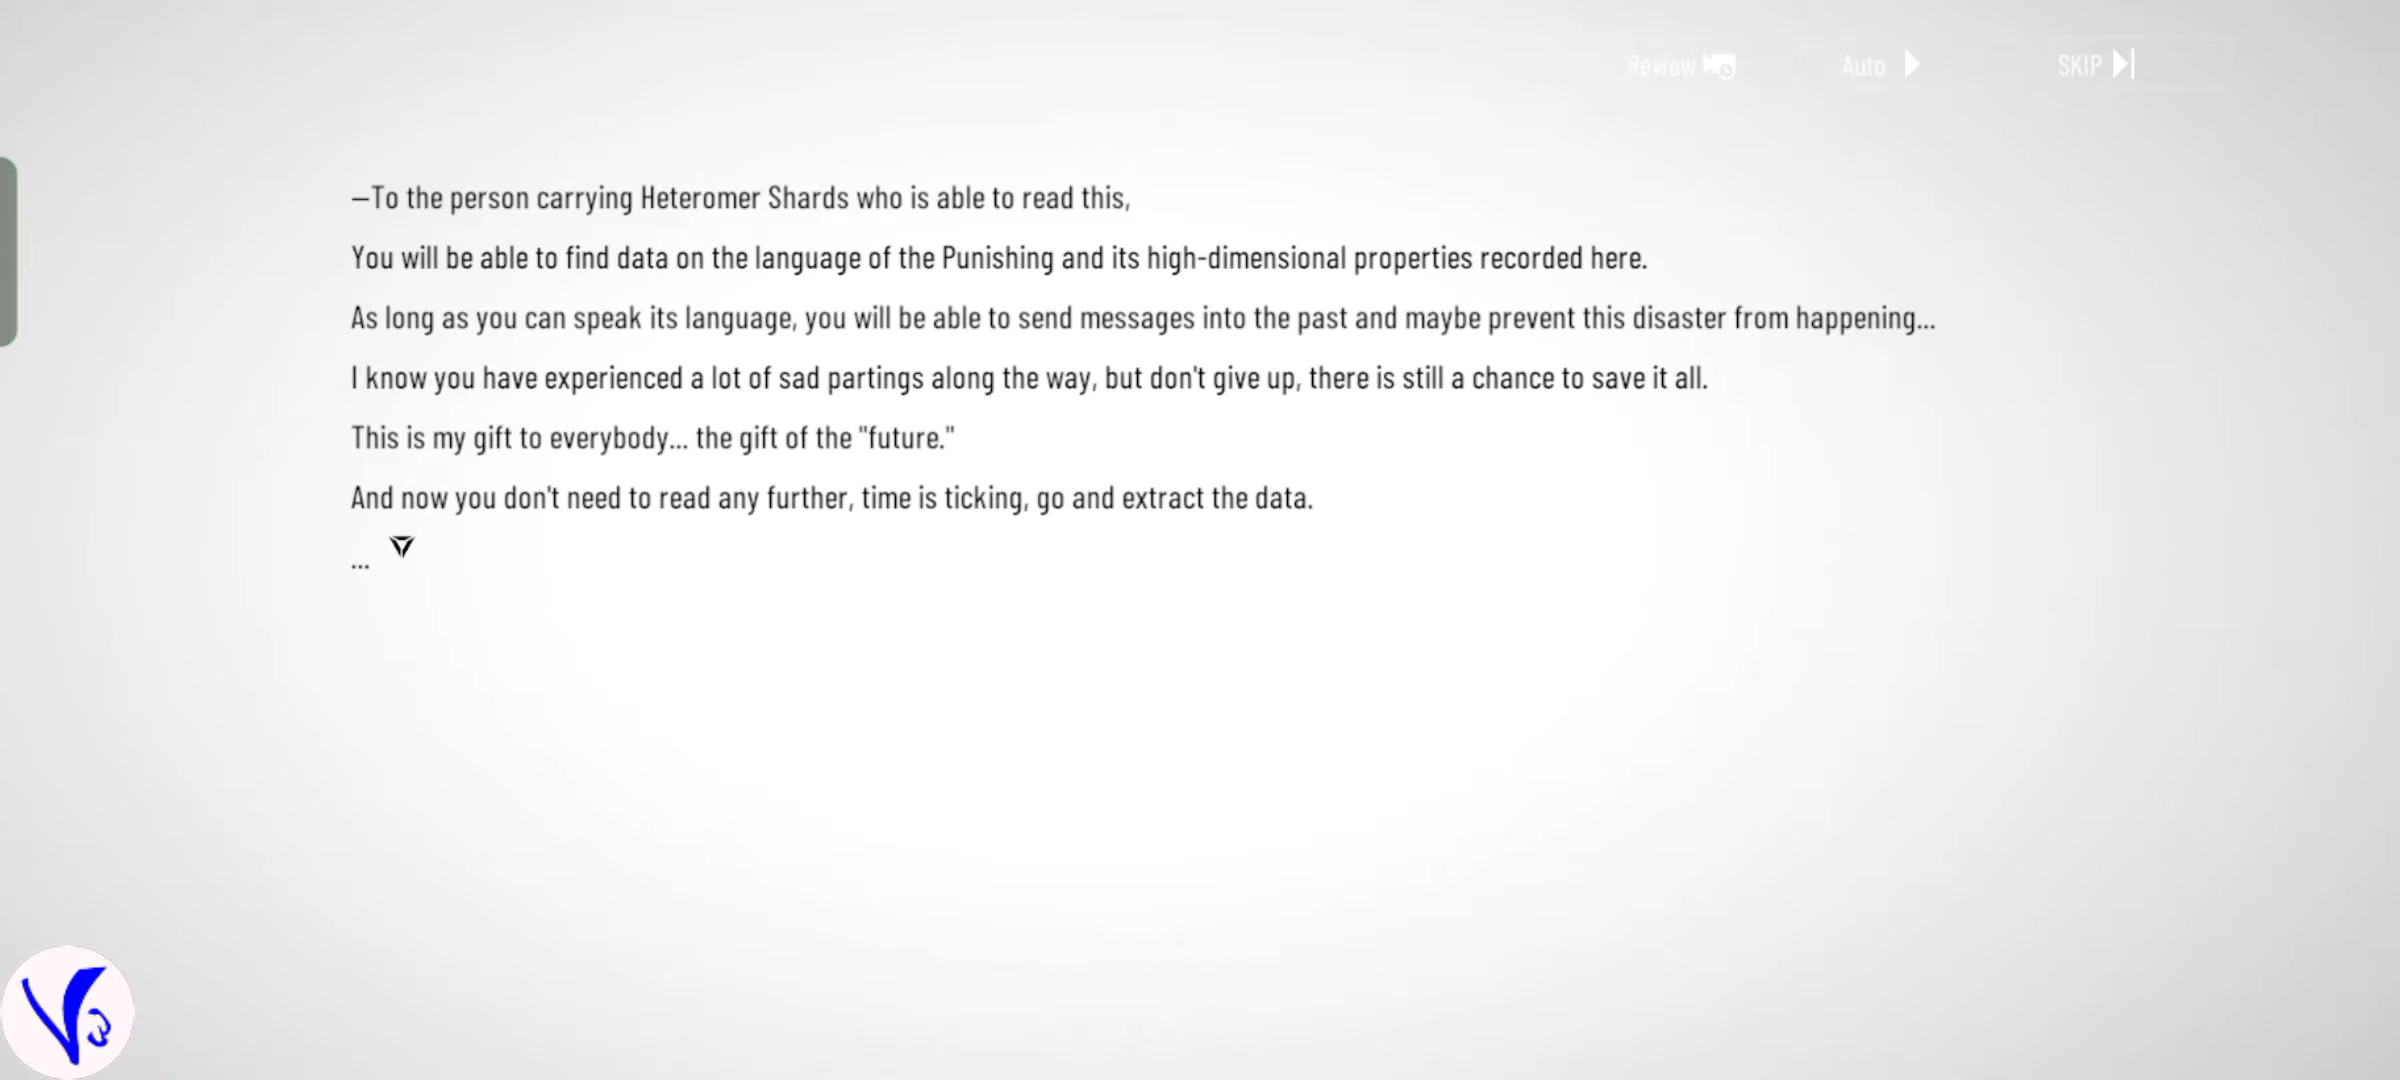 Review Auto SKIP
—To the person carrying Heteromer Shards who is able to read this,
You will be able to find data on the language of the Punishing and its high-dimensional properties recorded here.
As long as you can speak its language, you will be able to send messages into the past and maybe prevent this disaster from happening...
I know you have experienced a lot of sad partings along the way, but don't give up, there is still a chance to save it all.
This is my gift to everybody... the gift of the "future."
And now you don't need to read any further, time is ticking, go and extract the data.
...